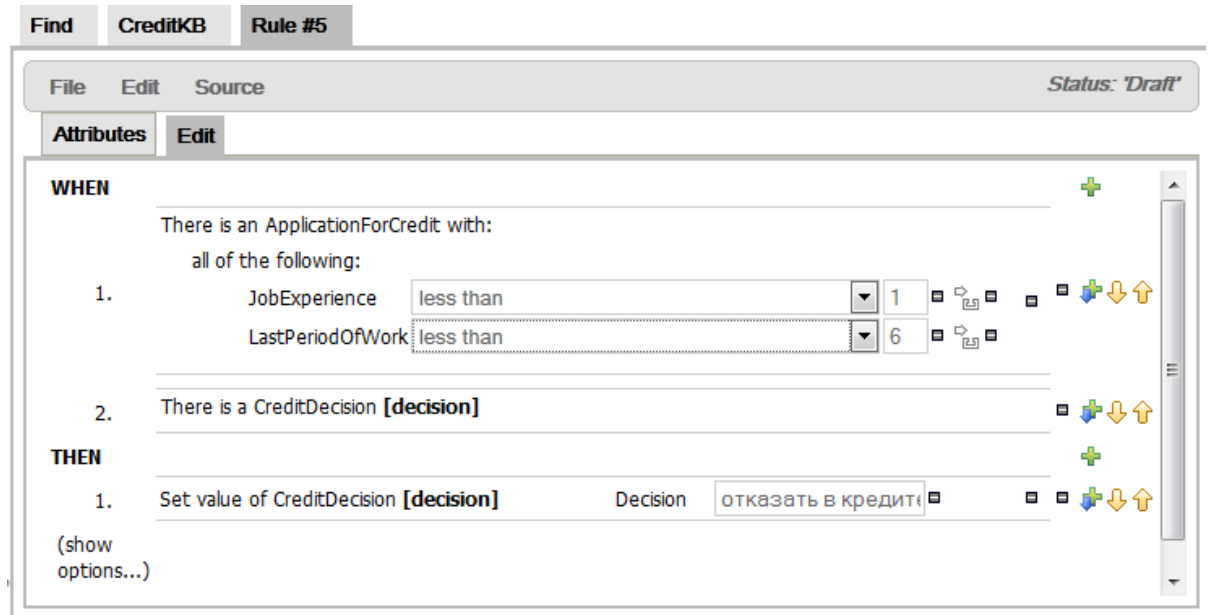 Find CreditKB Rule #5
File Edit Source Status: 'Draft'
Attributes Edit
WHEN
There is an ApplicationForCredit with:
all of the following:
1.
JobExperience less than 1
LastPeriodOfWork less than 6
2. There is a CreditDecision [decision]
THEN
1. Set value of CreditDecision [decision] Decision отказать в кредите
(show
options...)